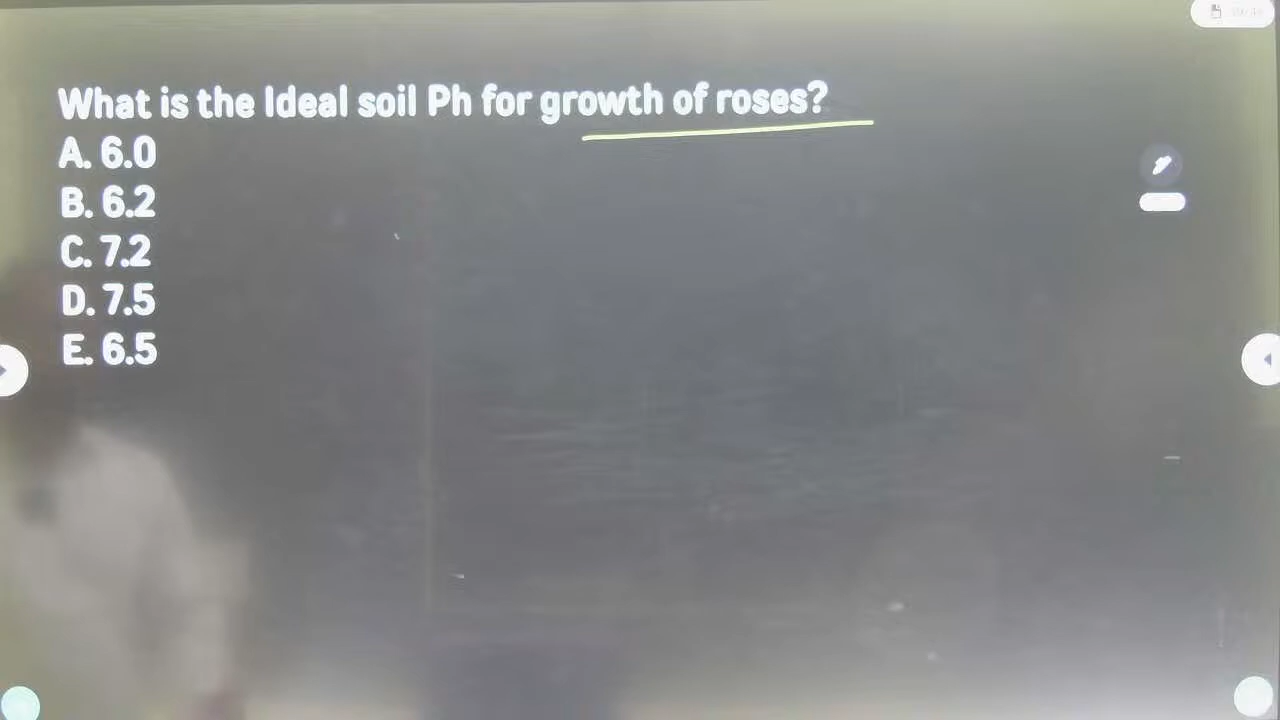 What is the Ideal soil Ph for growth of roses?
A. 6.0
B. 6.2
C. 7.2
D. 7.5
E. 6.5